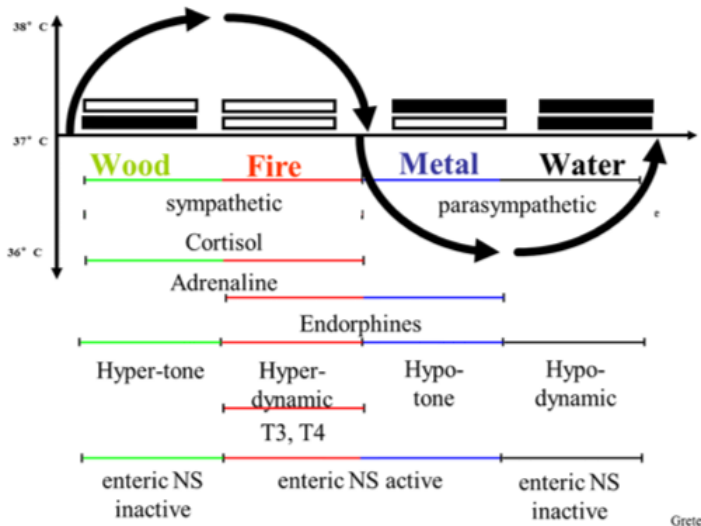 38° C
37° C
Wood Fire Metal Water
sympathetic parasympathetic
e
36° C
Cortisol
Adrenaline
Endorphines
Hyper-tone Hyper- Hypo- Hypo-
dynamic tone dynamic
T3, T4
enteric NS enteric NS active enteric NS
inactive inactive
Grete